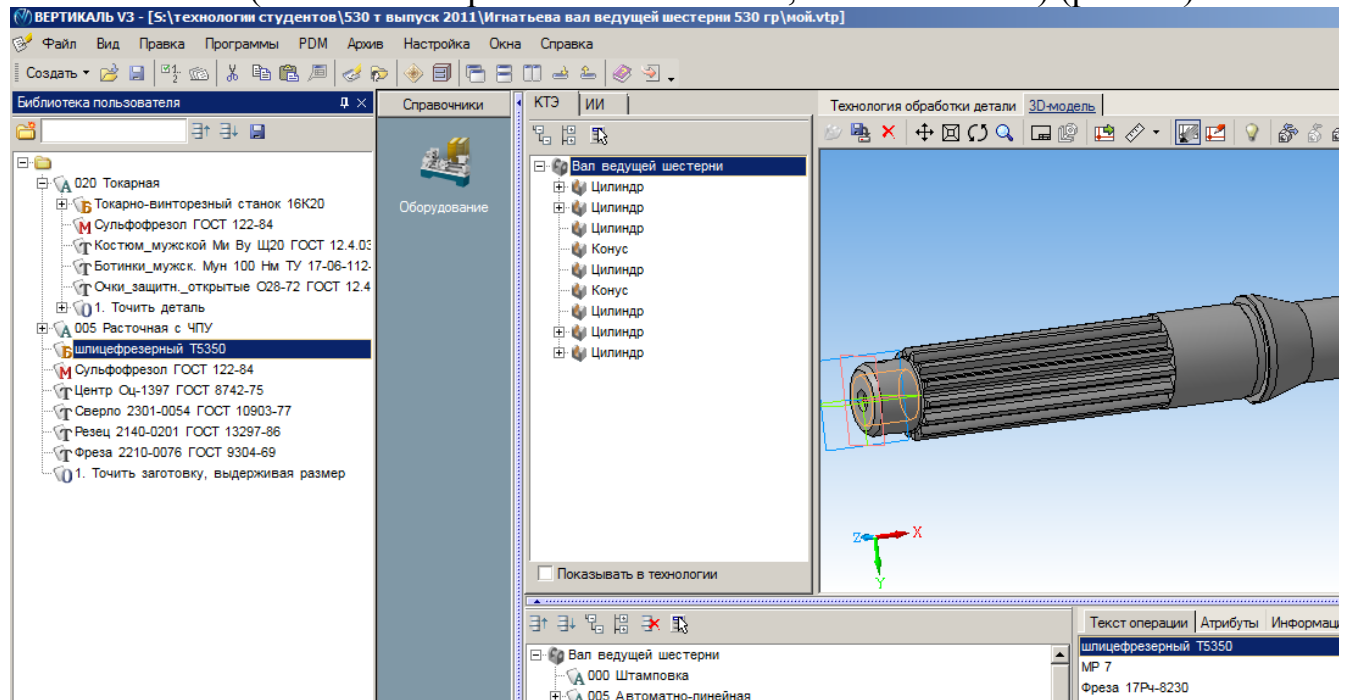 ВЕРТИКАЛЬ V3 - [S:\технологии студентов\530 т выпуск 2011\Игнатьева вал ведущей шестерни 530 гр\мой.vtp]
Файл Вид Правка Программы PDM Архив Настройка Окна Справка
Создать
Библиотека пользователя
020 Токарная
Токарно-винторезный станок 16К20
Сульфофрезол ГОСТ 122-84
Костюм_мужской Ми Ву Щ20 ГОСТ 12.4.03
Ботинки_мужск. Мун 100 Нм ТУ 17-06-112-
Очки_защитн._открытые О28-72 ГОСТ 12.4
1. Точить деталь
005 Расточная с ЧПУ
шлицефрезерный Т5350
Сульфофрезол ГОСТ 122-84
Центр Оц-1397 ГОСТ 8742-75
Сверло 2301-0054 ГОСТ 10903-77
Резец 2140-0201 ГОСТ 13297-86
Фреза 2210-0076 ГОСТ 9304-69
1. Точить заготовку, выдерживая размер
Справочники
Оборудование
КТЭ ИИ
Вал ведущей шестерни
Цилиндр
Цилиндр
Цилиндр
Конус
Цилиндр
Конус
Цилиндр
Цилиндр
Цилиндр
Показывать в технологии
Технология обработки детали 3D-модель
Z X
Y
Вал ведущей шестерни
000 Штамповка
005 Автоматно-линейная
Текст операции Атрибуты Информаци
шлицефрезерный Т5350
МР 7
Фреза 17Рч-8230